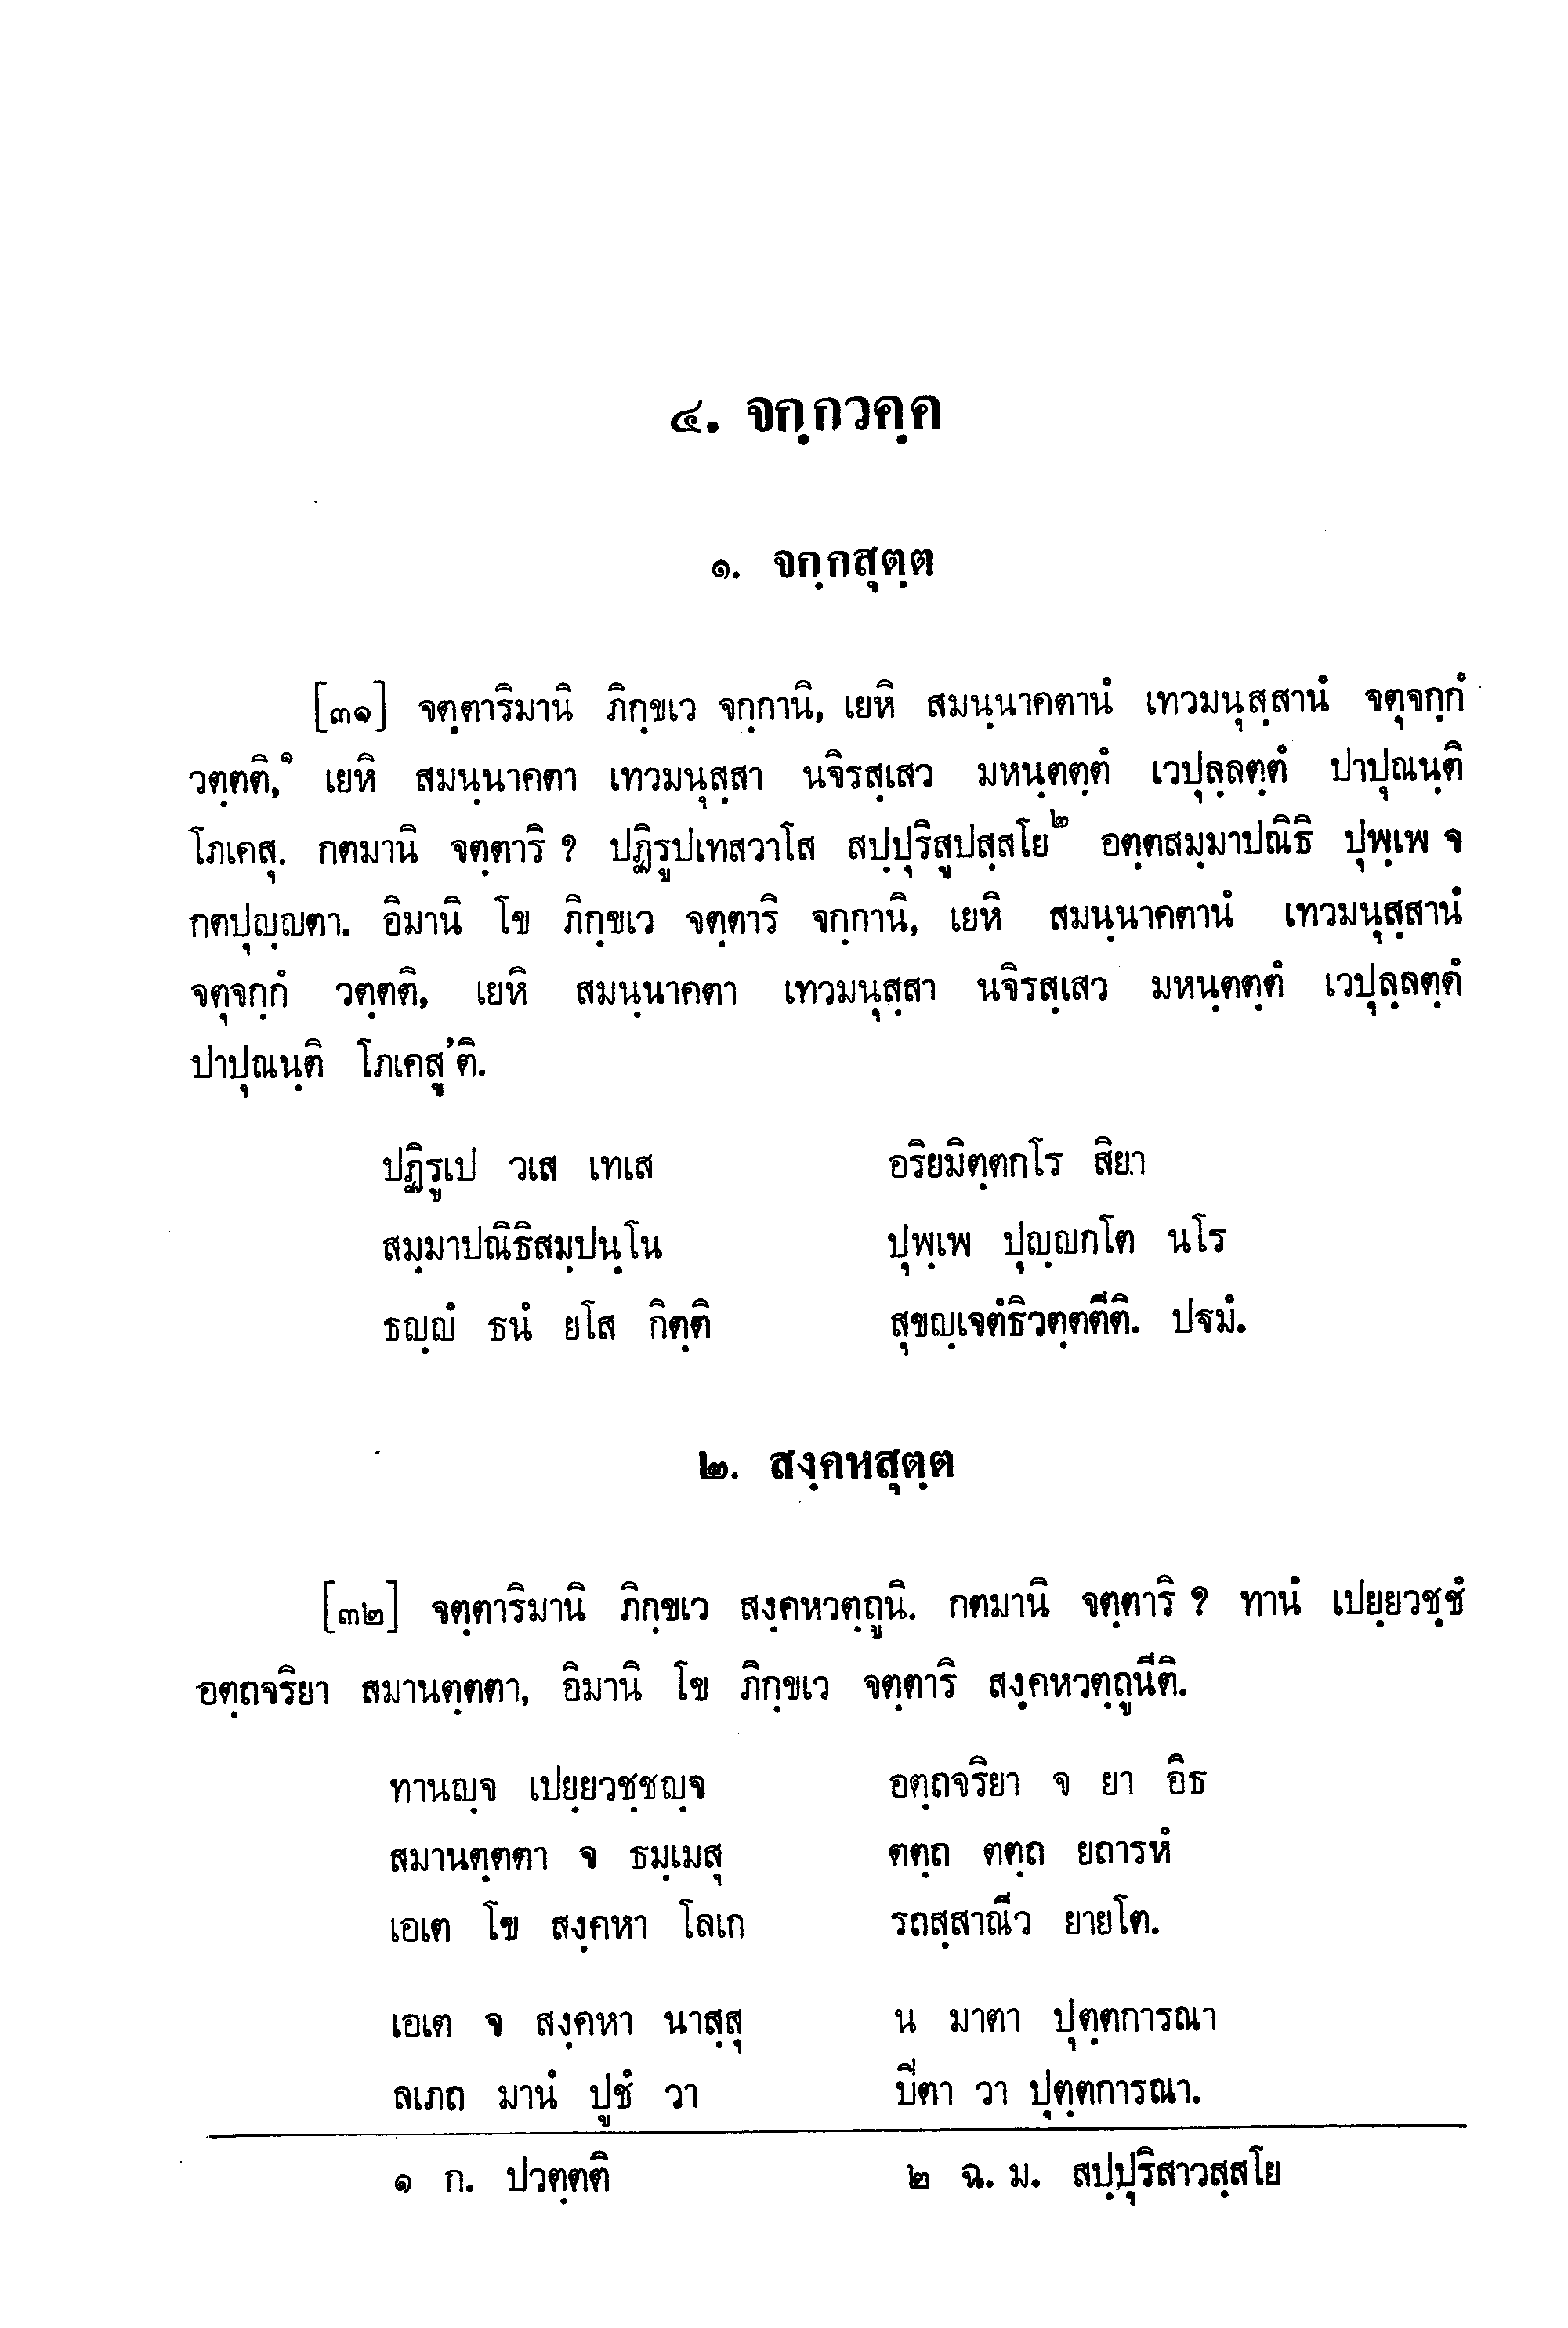 ๔. จกฺกวคฺค
๑. จกฺกสุตฺต
[๓๑] จตฺตาริมานิ ภิกฺขเว จกฺกานิ, เยหิ สมนฺนาคตานํ เทวมนุสฺสานํ จตุจกฺกํ
วตฺตติ,๑ เยหิ สมนฺนาคตา เทวมนุสฺสา นจิรสฺเสว มหนฺตตฺตํ เวปุลฺลตฺตํ ปาปุณนฺติ
โภเคสุ. กตมานิ จตฺตาริ ? ปฏิรูปเทสวาโส สปฺปุริสูปสฺสโย๒ อตฺตสมฺมาปณิธิ ปุพฺเพ จ
กตปุญฺญตา. อิมานิ โข ภิกฺขเว จตฺตาริ จกฺกานิ, เยหิ สมนฺนาคตานํ เทวมนุสฺสานํ
จตุจกฺกํ วตฺตติ, เยหิ สมนฺนาคตา เทวมนุสฺสา นจิรสฺเสว มหนฺตตฺตํ เวปุลฺลตฺตํ
ปาปุณนฺติ โภเคสู'ติ.
ปฏิรูเป วเส เทเส อริยมิตฺตกโร สิยา
สมฺมาปณิธิสมฺปนฺโน ปุพฺเพ ปุญฺญกโต นโร
ธญฺญํ ธนํ ยโส กิตฺติ สุขญฺเจตํธิวตฺตตีติ. ปฐมํ.
๒. สงฺคหสุตฺต
[๓๒] จตฺตาริมานิ ภิกฺขเว สงฺคหวตฺถูนิ. กตมานิ จตฺตาริ ? ทานํ เปยฺยวชฺชํ
อตฺถจริยา สมานตฺตตา, อิมานิ โข ภิกฺขเว จตฺตาริ สงฺคหวตฺถูนีติ.
ทานญฺจ เปยฺยวชฺชญฺจ อตฺถจริยา จ ยา อิธ
สมานตฺตตา จ ธมฺเมสุ ตตฺถ ตตฺถ ยถารหํ
เอเต โข สงฺคหา โลเก รถสฺสาณีว ยายโต.
เอเต จ สงฺคหา นาสฺสุ น มาตา ปุตฺตการณา
ลเภถ มานํ ปูชํ วา ปีตา วา ปุตฺตการณา.
๑ ก. ปวตฺตติ ๒ ฉ. ม. สปฺปุริสาวสฺสโย